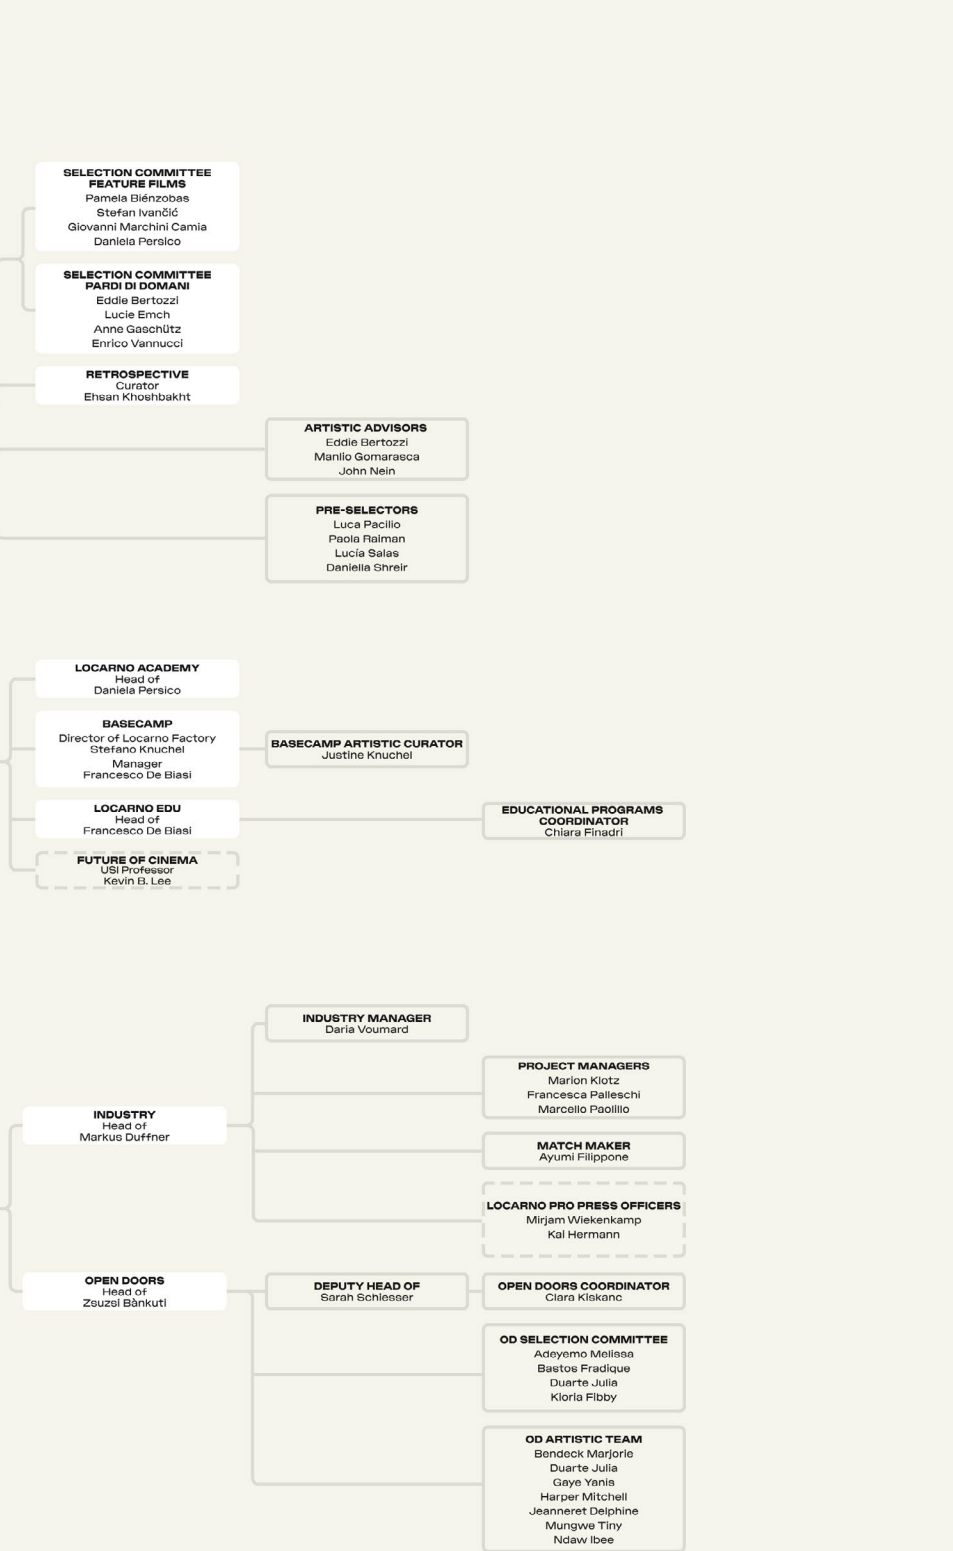 SELECTION COMMITTEE
FEATURE FILMS
Pamela Biénzobas
Stefan Ivančić
Giovanni Marchini Camia
Daniela Persico
SELECTION COMMITTEE
PARDI DI DOMANI
Eddie Bertozzi
Lucie Emch
Anne Gaschütz
Enrico Vannucci
RETROSPECTIVE
Curator
Ehsan Khoshbakht
ARTISTIC ADVISORS
Eddie Bertozzi
Manlio Gomarasca
John Nein
PRE-SELECTORS
Luca Pacilio
Paola Raiman
Lucía Salas
Daniella Shreir
LOCARNO ACADEMY
Head of
Daniela Persico
BASECAMP
Director of Locarno Factory
Stefano Knuchel
Manager
Francesco De Biasi
BASECAMP ARTISTIC CURATOR
Justine Knuchel
LOCARNO EDU
Head of
Francesco De Biasi
EDUCATIONAL PROGRAMS
COORDINATOR
Chiara Finadri
FUTURE OF CINEMA
USI Professor
Kevin B. Lee
INDUSTRY MANAGER
Daria Voumard
PROJECT MANAGERS
Marion Klotz
Francesca Palleschi
Marcello Paolillo
INDUSTRY
Head of
Markus Duffner
MATCH MAKER
Ayumi Filippone
LOCARNO PRO PRESS OFFICERS
Mirjam Wiekenkamp
Kai Hermann
OPEN DOORS
Head of
Zsuzsi Bànkuti
DEPUTY HEAD OF
Sarah Schlesser
OPEN DOORS COORDINATOR
Clara Kiskanc
OD SELECTION COMMITTEE
Adeyemo Melissa
Bastos Fradique
Duarte Julia
Kioria Fibby
OD ARTISTIC TEAM
Bendeck Marjorie
Duarte Julia
Gaye Yanis
Harper Mitchell
Jeanneret Delphine
Mungwe Tiny
Ndaw Ibee